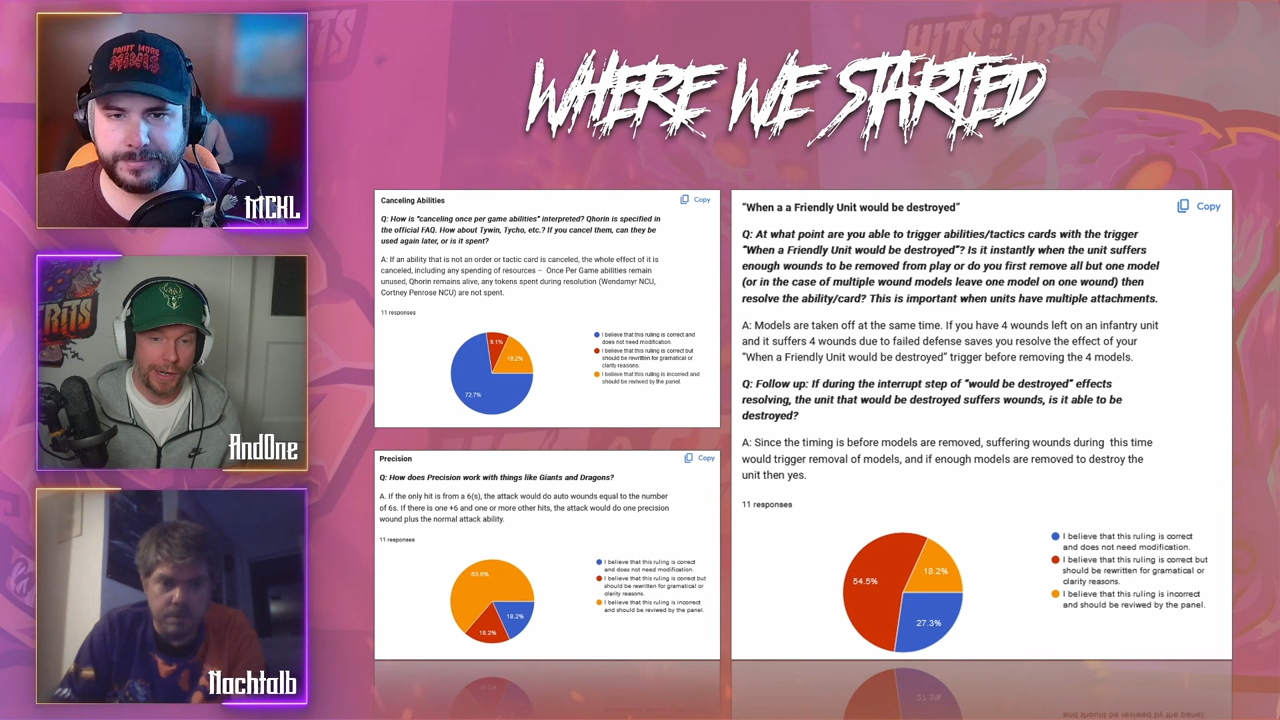 WHERE WE STARTED
HITS & CRITS
PAINT MORE
MINIS
MCHL
AndOne
Nachtalb
Canceling Abilities
Copy
Q: How is "canceling once per game abilities" interpreted? Qhorin is specified in
the official FAQ. How about Tywin, Tycho, etc.? If you cancel them, can they be
used again later, or is it spent?
A: If an ability that is not an order or tactic card is canceled, the whole effect of it is
canceled, including any spending of resources – Once Per Game abilities remain
unused, Qhorin remains alive, any tokens spent during resolution (Wendamyr NCU,
Cortney Penrose NCU) are not spent.
11 responses
I believe that this ruling is correct and
does not need modification.
I believe that this ruling is correct but
should be rewritten for gramatical or
clarity reasons.
I believe that this ruling is incorrect and
should be reviwed by the panel.
9.1%
18.2%
72.7%
Precision
Copy
Q: How does Precision work with things like Giants and Dragons?
A. If the only hit is from a 6(s), the attack would do auto wounds equal to the number
of 6s. If there is one +6 and one or more other hits, the attack would do one precision
wound plus the normal attack ability.
11 responses
I believe that this ruling is correct
and does not need modification.
I believe that this ruling is correct but
should be rewritten for gramatical or
clarity reasons.
I believe that this ruling is incorrect
and should be reviwed by the panel.
63.6%
18.2%
18.2%
"When a a Friendly Unit would be destroyed"
Copy
Q: At what point are you able to trigger abilities/tactics cards with the trigger
"When a Friendly Unit would be destroyed"? Is it instantly when the unit suffers
enough wounds to be removed from play or do you first remove all but one model
(or in the case of multiple wound models leave one model on one wound) then
resolve the ability/card? This is important when units have multiple attachments.
A: Models are taken off at the same time. If you have 4 wounds left on an infantry unit
and it suffers 4 wounds due to failed defense saves you resolve the effect of your
"When a Friendly Unit would be destroyed" trigger before removing the 4 models.
Q: Follow up: If during the interrupt step of "would be destroyed" effects
resolving, the unit that would be destroyed suffers wounds, is it able to be
destroyed?
A: Since the timing is before models are removed, suffering wounds during this time
would trigger removal of models, and if enough models are removed to destroy the
unit then yes.
11 responses
I believe that this ruling is correct
and does not need modification.
I believe that this ruling is correct but
should be rewritten for gramatical or
clarity reasons.
I believe that this ruling is incorrect
and should be reviwed by the panel.
54.5%
18.2%
27.3%